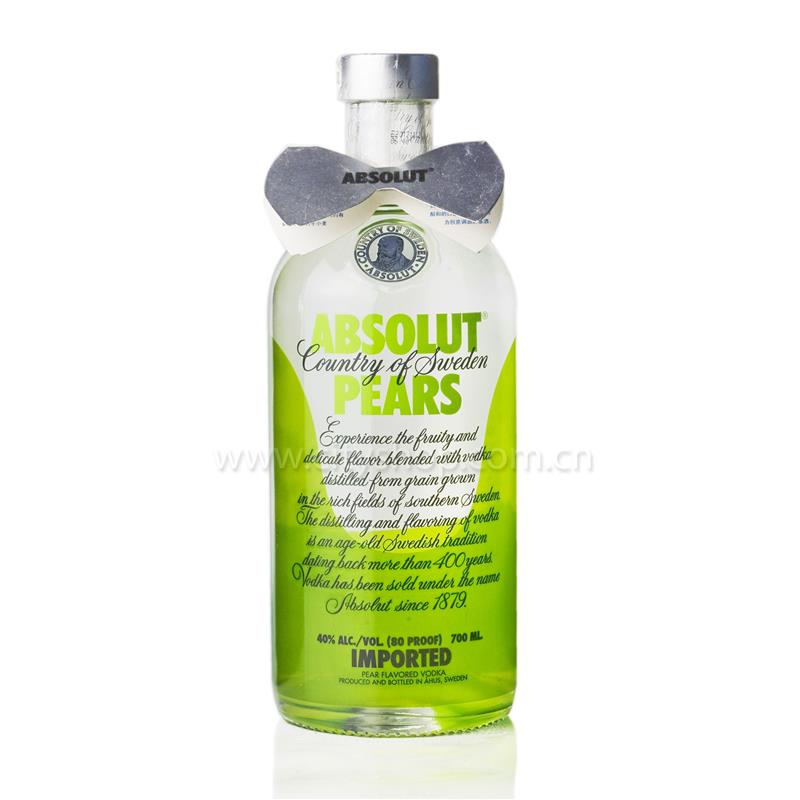 ABSOLUT
COUNTRY OF SWEDEN
ABSOLUT
ABSOLUT®
Country of Sweden
PEARS
Experience the fruity and
delicate flavor blended with vodka
distilled from grain grown
in the rich fields of southern Sweden.
The distilling and flavoring of vodka
is an age-old Swedish tradition
dating back more than 400 years.
Vodka has been sold under the name
Absolut since 1879.
40% ALC./VOL. (80 PROOF) 700 ML.
IMPORTED
PEAR FLAVORED VODKA
PRODUCED AND BOTTLED IN ÅHUS, SWEDEN